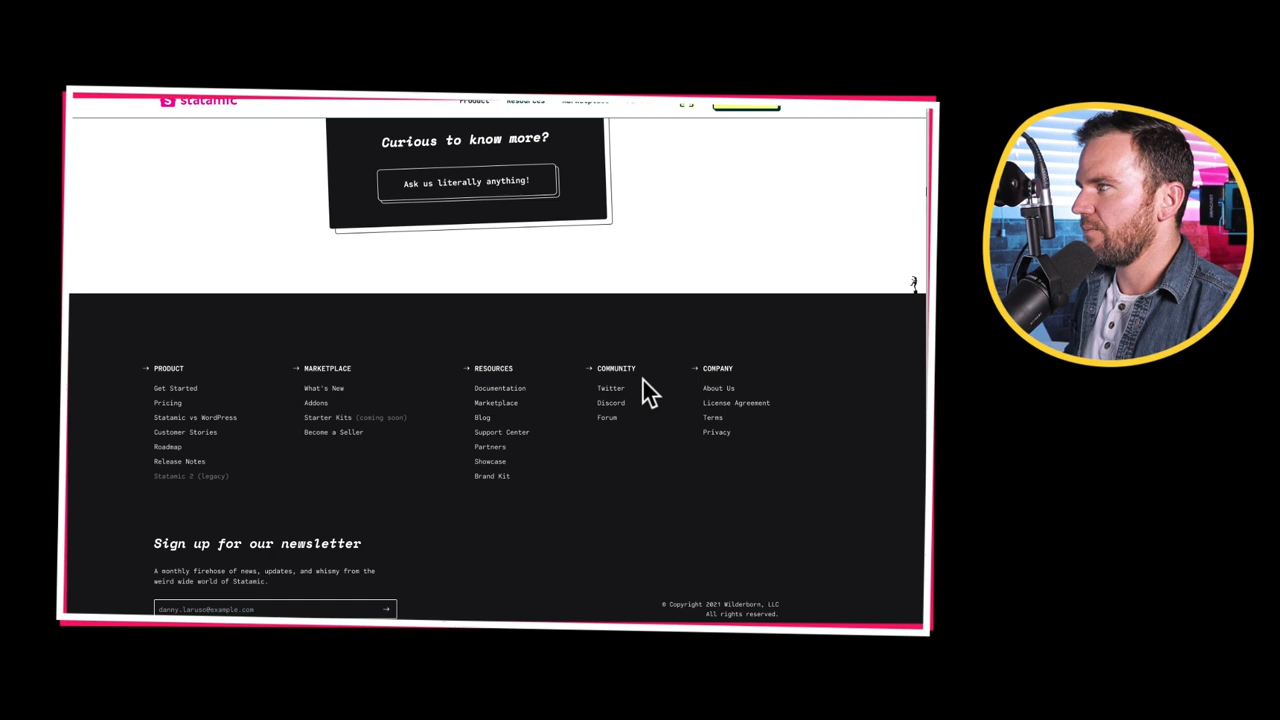 statamic
Product Resources Marketplace
Curious to know more?
Ask us literally anything!
→ PRODUCT
Get Started
Pricing
Statamic vs WordPress
Customer Stories
Roadmap
Release Notes
Statamic 2 (legacy)
→ MARKETPLACE
What's New
Addons
Starter Kits (coming soon)
Become a Seller
→ RESOURCES
Documentation
Marketplace
Blog
Support Center
Partners
Showcase
Brand Kit
→ COMMUNITY
Twitter
Discord
Forum
→ COMPANY
About Us
License Agreement
Terms
Privacy
Sign up for our newsletter
A monthly firehose of news, updates, and whismy from the
weird wide world of Statamic.
danny.laruso@example.com →
© Copyright 2021 Wilderborn, LLC
All rights reserved.